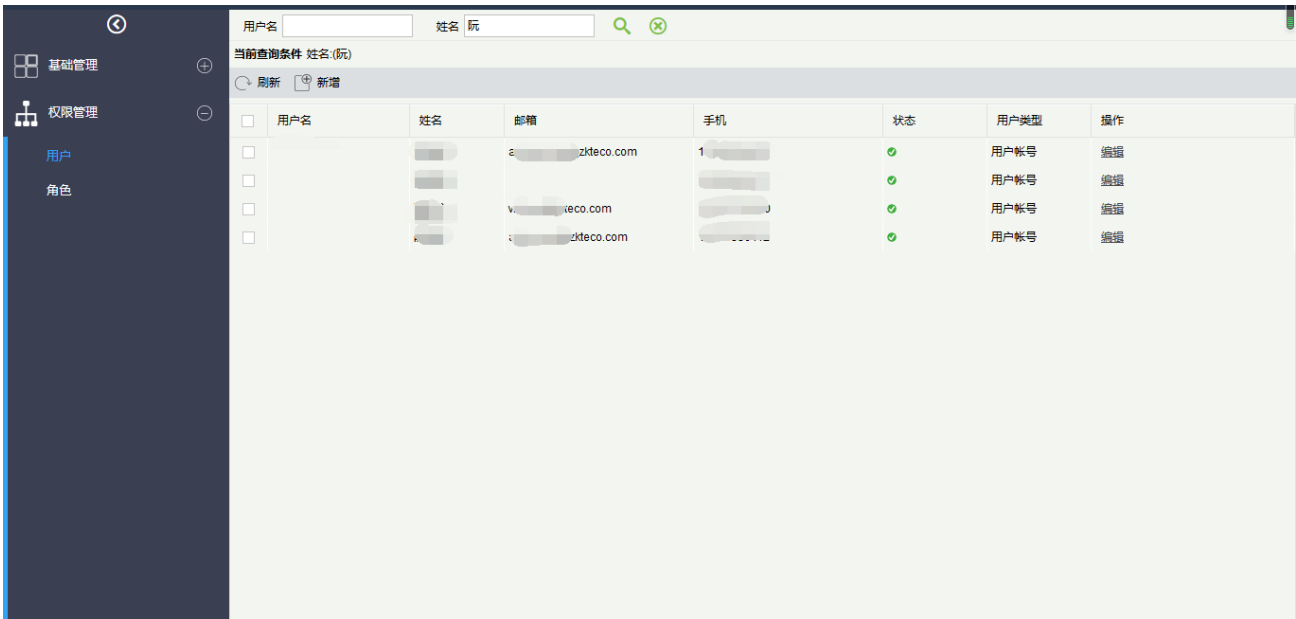 用户名 姓名 阮
当前查询条件 姓名:(阮)
刷新 新增
基础管理
权限管理
用户
角色
用户名 姓名 邮箱 手机 状态 用户类型 操作
zkteco.com 用户帐号 编辑
用户帐号 编辑
eco.com 用户帐号 编辑
zkteco.com 用户帐号 编辑